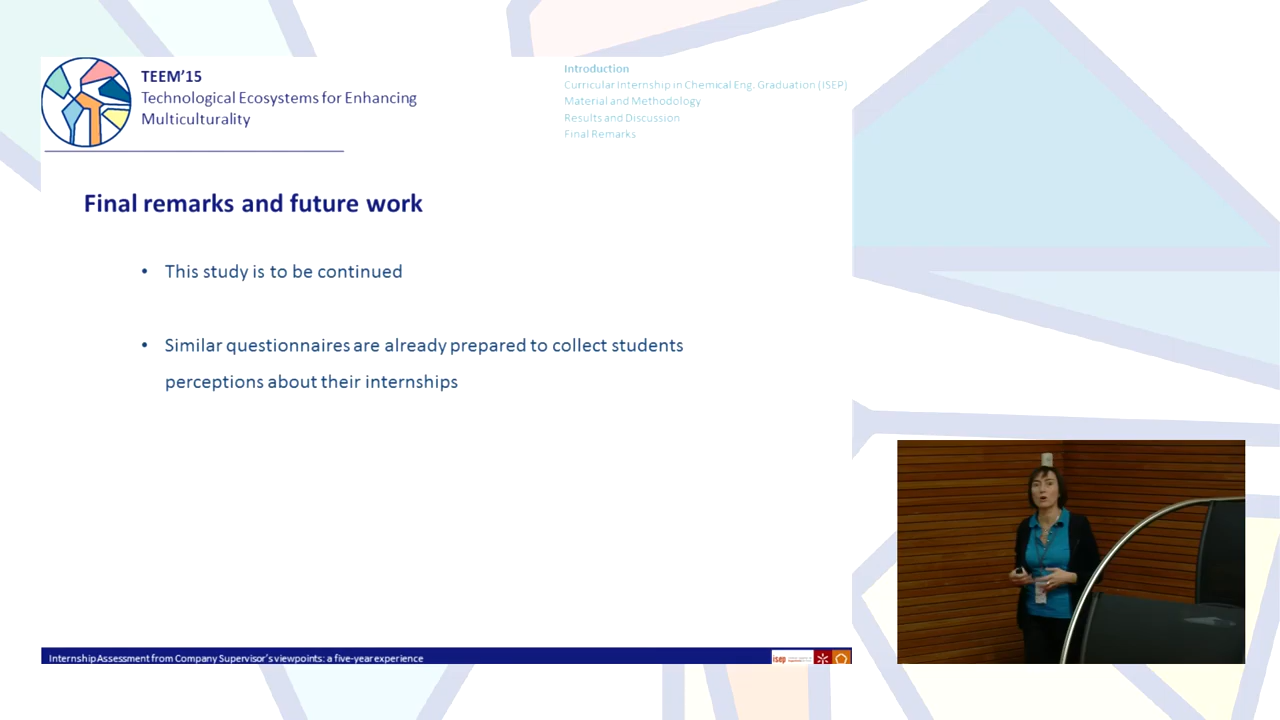 TEEM’15
Technological Ecosystems for Enhancing
Multiculturality
Introduction
Curricular Internship in Chemical Eng. Graduation (ISEP)
Material and Methodology
Results and Discussion
Final Remarks
Final remarks and future work
• This study is to be continued
• Similar questionnaires are already prepared to collect students
perceptions about their internships
Internship Assessment from Company Supervisor’s viewpoints: a five-year experience
isep